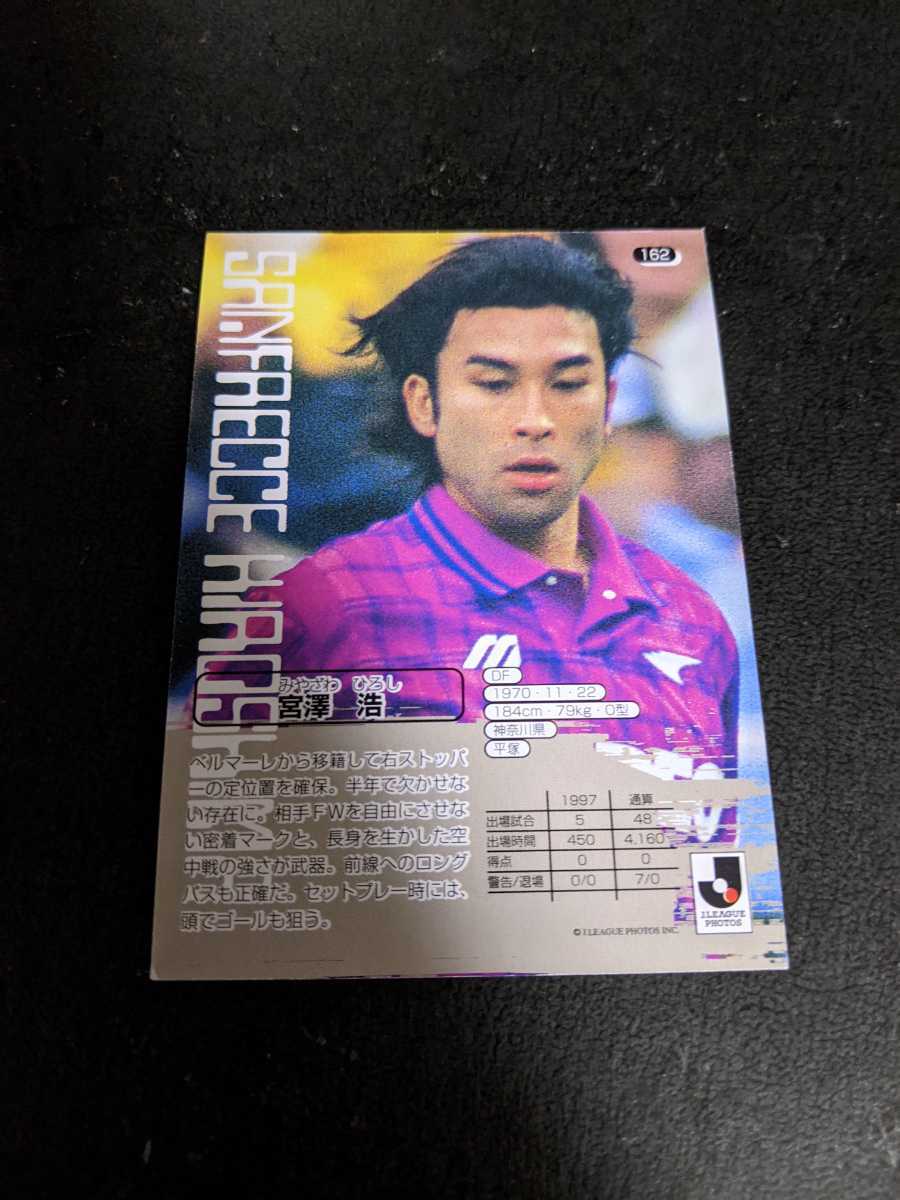 162
SANFRECCE HIROSHIMA
みやざわ ひろし
宮澤 浩
DF
1970・11・22
184cm・79kg・O型
神奈川県
平塚
ベルマーレから移籍して右ストッパ
ーの定位置を確保。半年で欠かせな
い存在に。相手FWを自由にさせな
い密着マークと、長身を生かした空
中戦の強さが武器。前線へのロング
パスも正確だ。セットプレー時には、
頭でゴールも狙う。
1997 通算
出場試合 5 48
出場時間 450 4,160
得点 0 0
警告/退場 0/0 7/0
J.LEAGUE
PHOTOS
© J.LEAGUE PHOTOS INC.